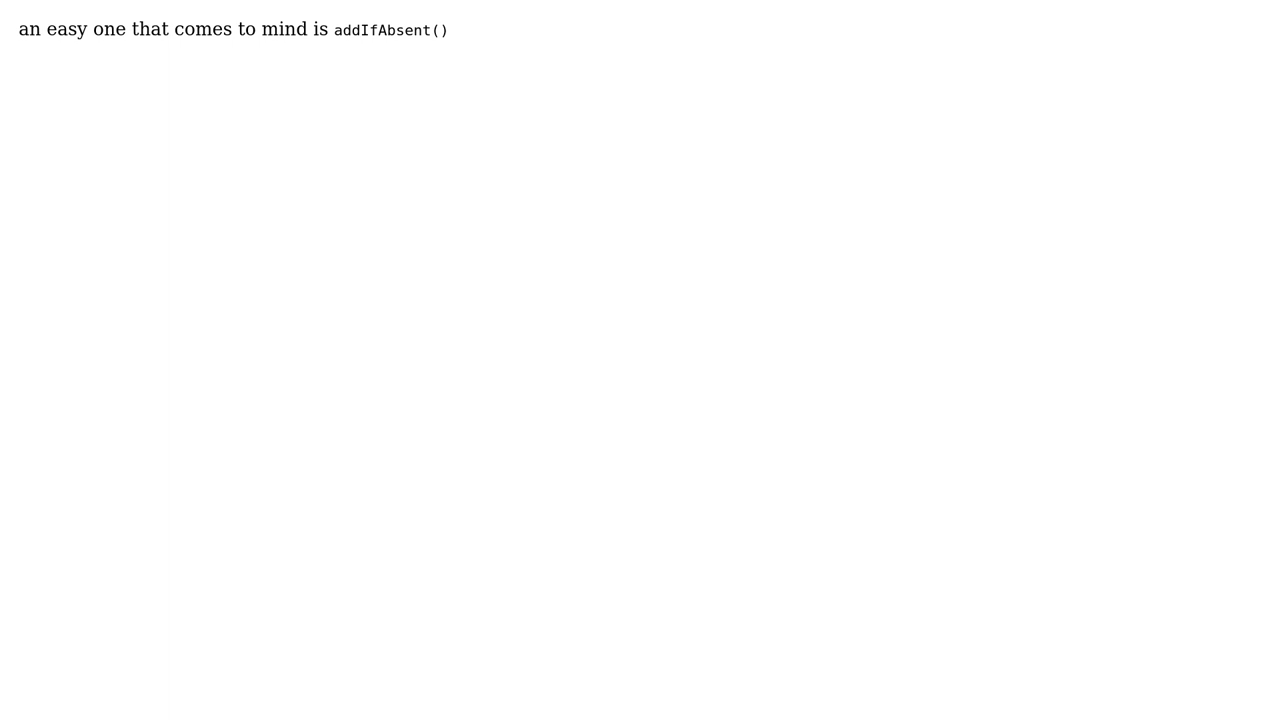 an easy one that comes to mind is addIfAbsent()